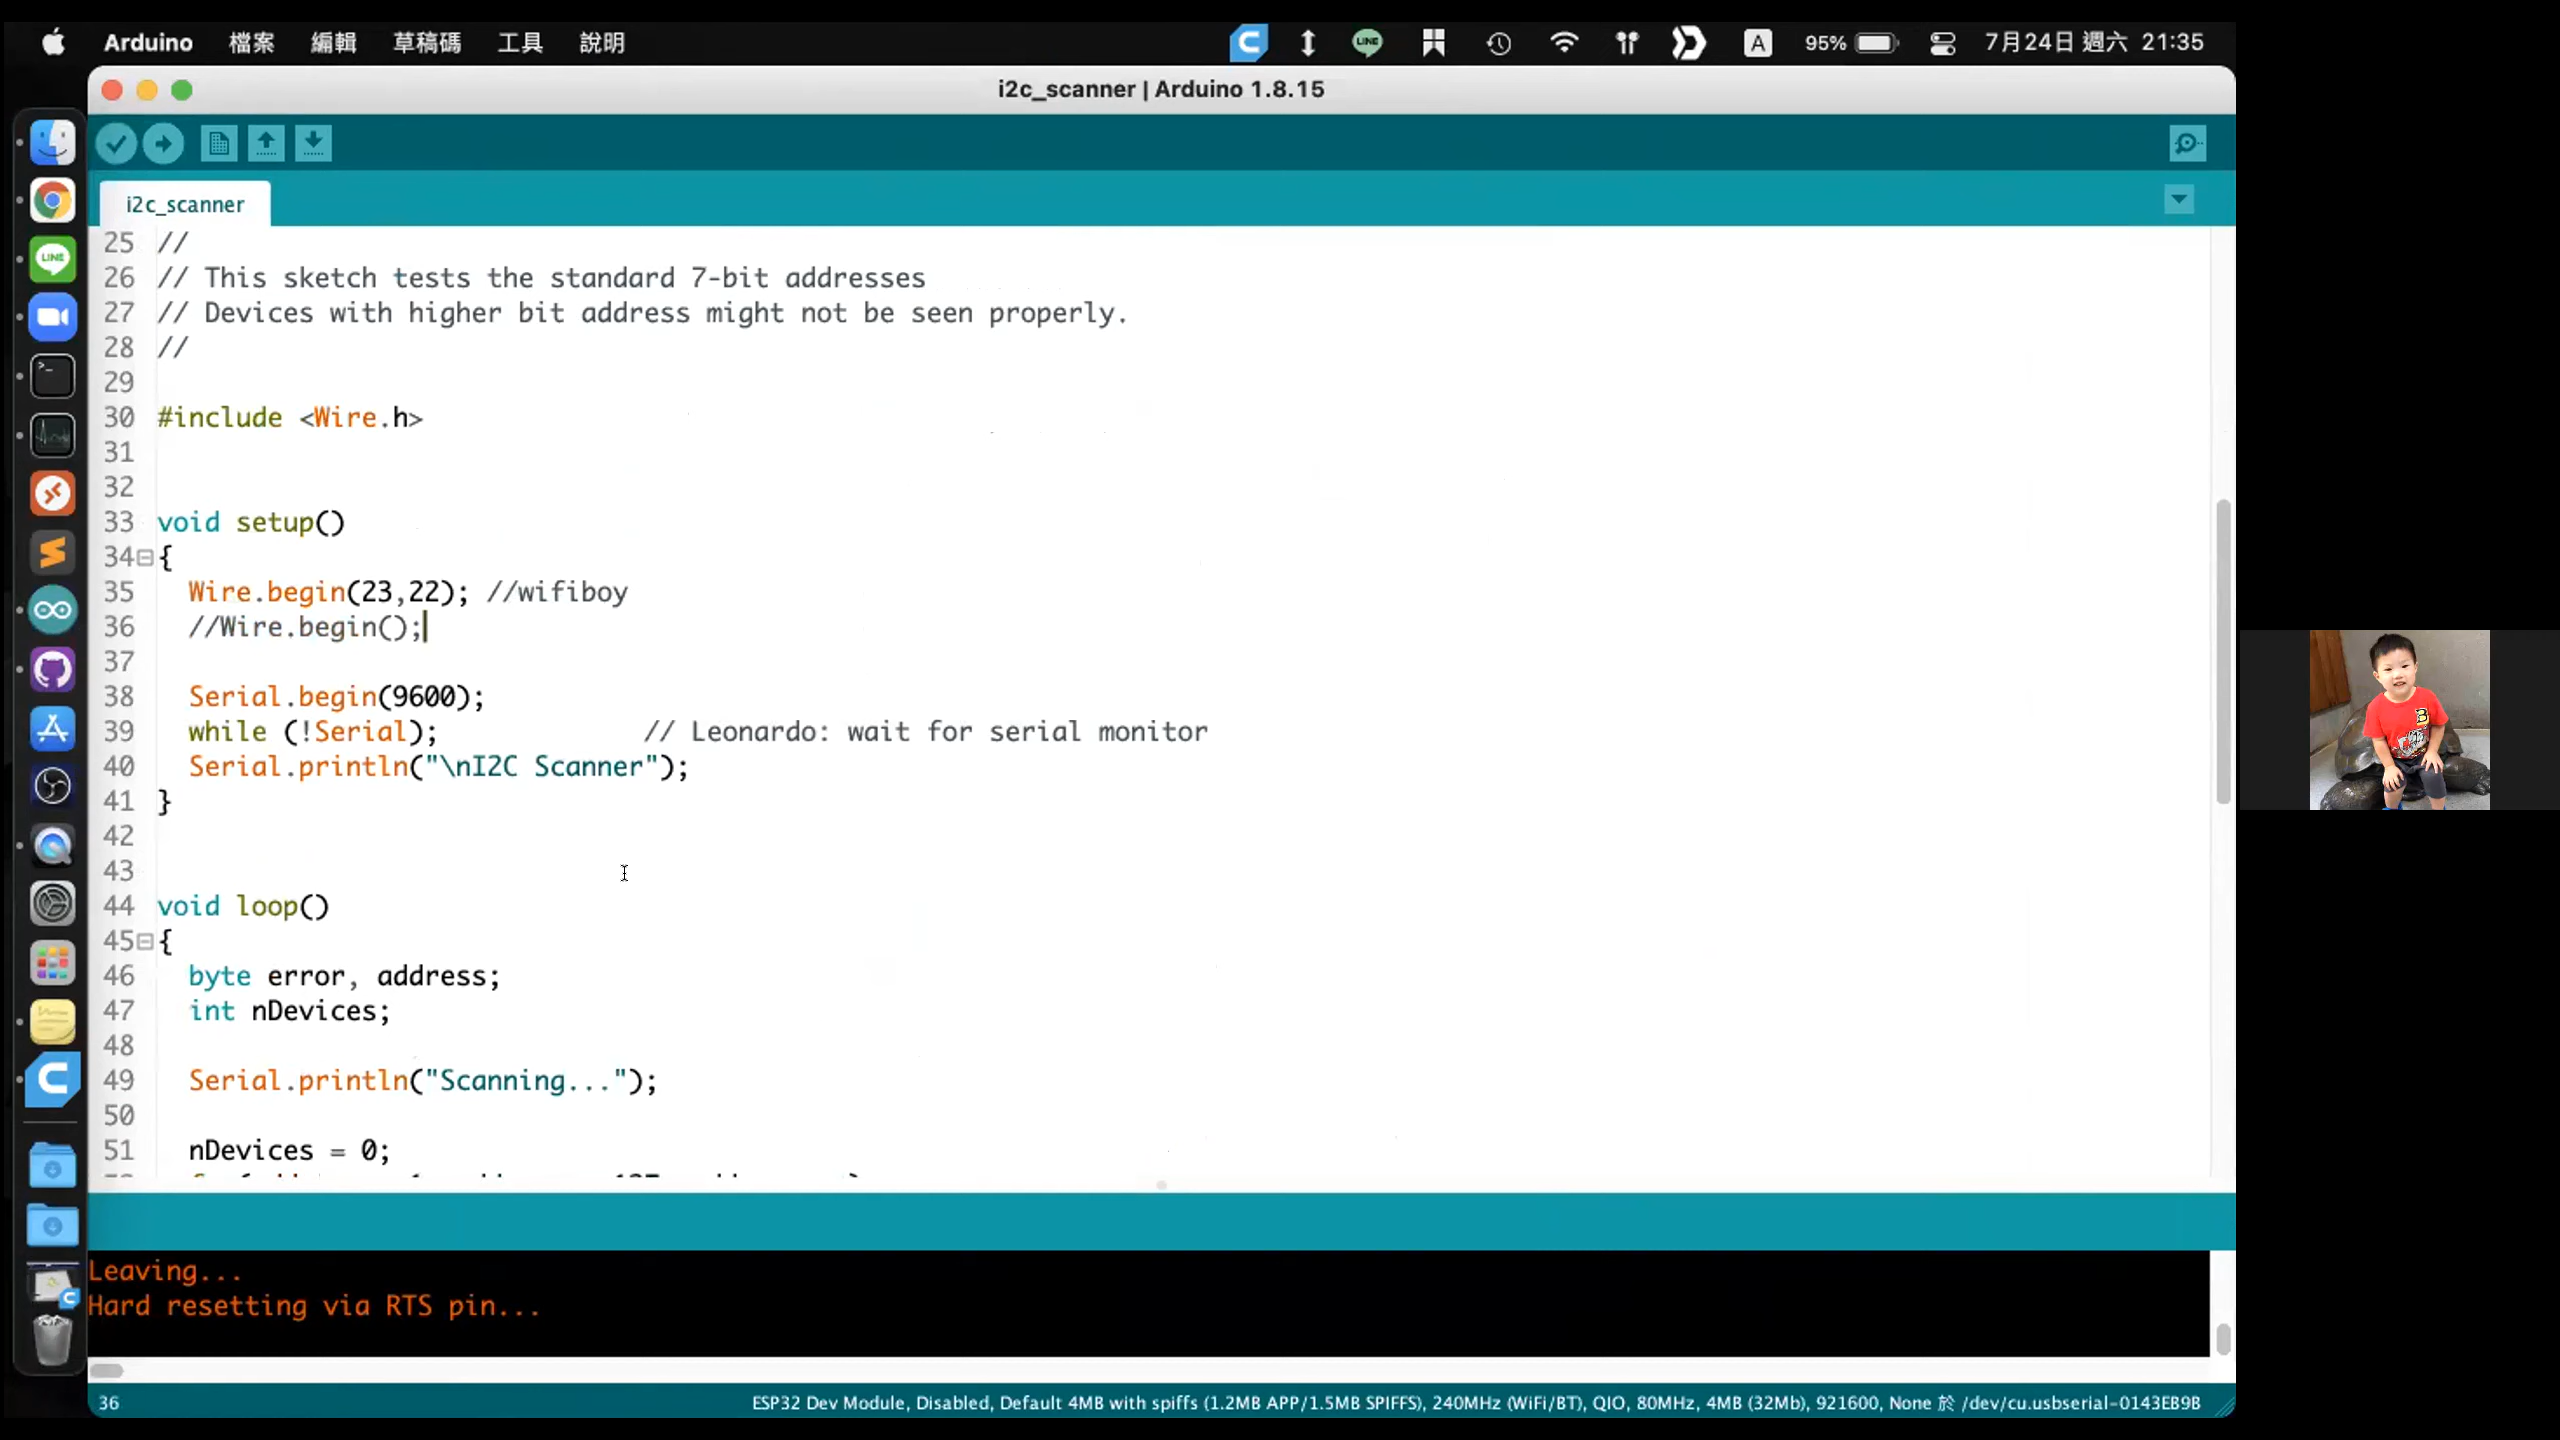 Arduino 檔案 編輯 草稿碼 工具 說明 LINE A 95% 7月24日 週六 21:35
i2c_scanner | Arduino 1.8.15
i2c_scanner
25 //
26 // This sketch tests the standard 7-bit addresses
27 // Devices with higher bit address might not be seen properly.
28 //
29
30 #include <Wire.h>
31
32
33 void setup()
34 {
35 Wire.begin(23,22); //wifiboy
36 //Wire.begin();
37
38 Serial.begin(9600);
39 while (!Serial); // Leonardo: wait for serial monitor
40 Serial.println("\nI2C Scanner");
41 }
42
43
44 void loop()
45 {
46 byte error, address;
47 int nDevices;
48
49 Serial.println("Scanning...");
50
51 nDevices = 0;
Leaving...
Hard resetting via RTS pin...
36 ESP32 Dev Module, Disabled, Default 4MB with spiffs (1.2MB APP/1.5MB SPIFFS), 240MHz (WiFi/BT), QIO, 80MHz, 4MB (32Mb), 921600, None 於 /dev/cu.usbserial-0143EB9B
LINE